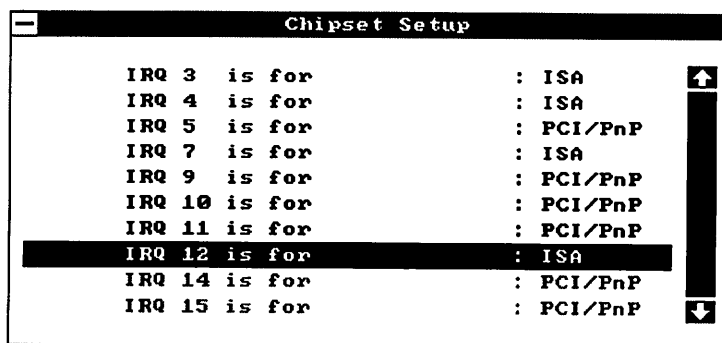 Chipset Setup
IRQ 3 is for : ISA
IRQ 4 is for : ISA
IRQ 5 is for : PCI/PnP
IRQ 7 is for : ISA
IRQ 9 is for : PCI/PnP
IRQ 10 is for : PCI/PnP
IRQ 11 is for : PCI/PnP
IRQ 12 is for : ISA
IRQ 14 is for : PCI/PnP
IRQ 15 is for : PCI/PnP